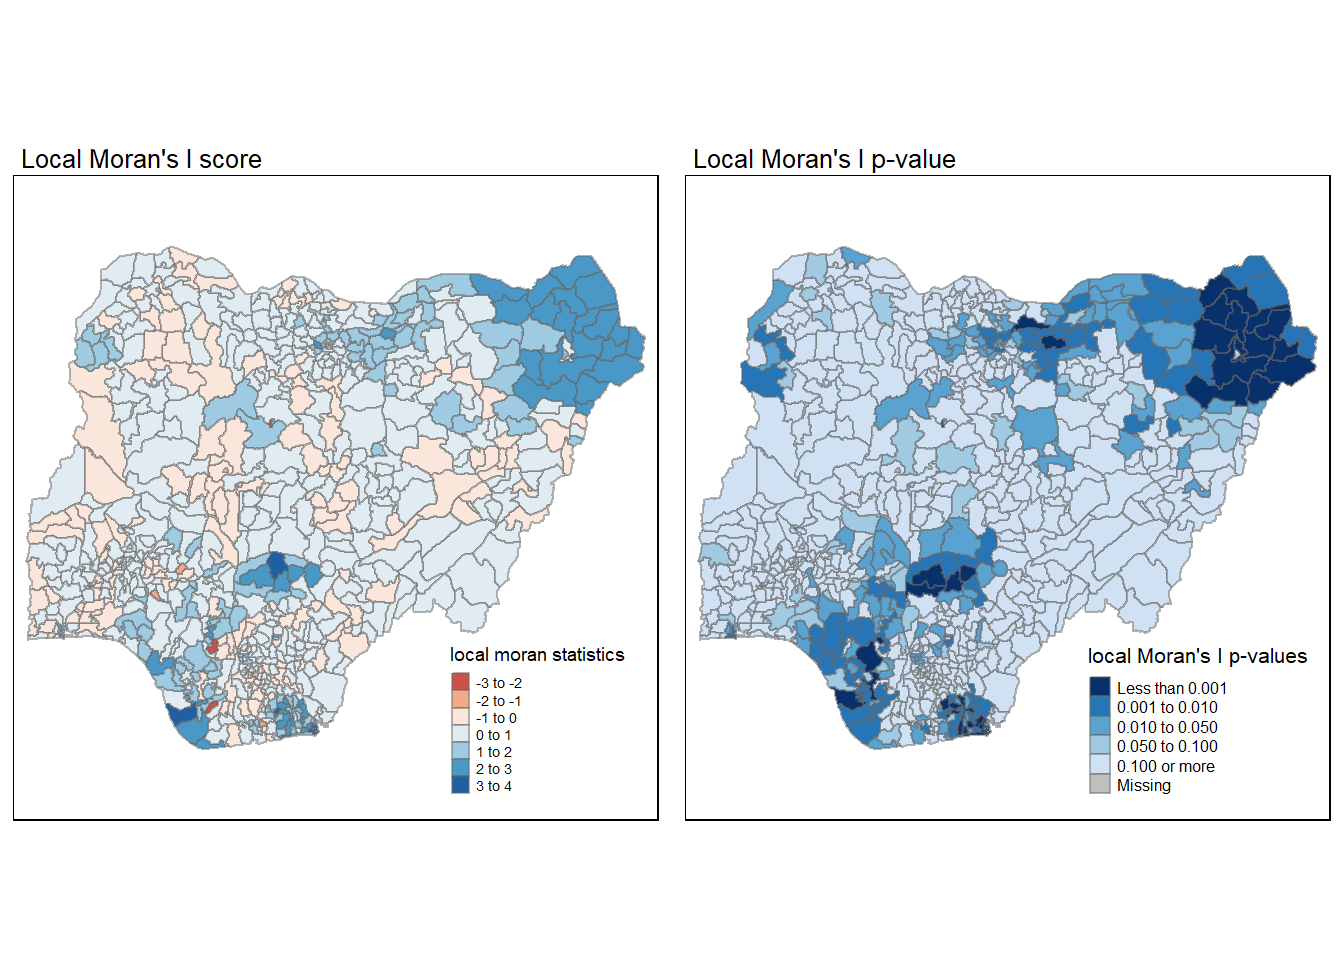 Local Moran's I score
local moran statistics
-3 to -2
-2 to -1
-1 to 0
0 to 1
1 to 2
2 to 3
3 to 4
Local Moran's I p-value
local Moran's I p-values
Less than 0.001
0.001 to 0.010
0.010 to 0.050
0.050 to 0.100
0.100 or more
Missing